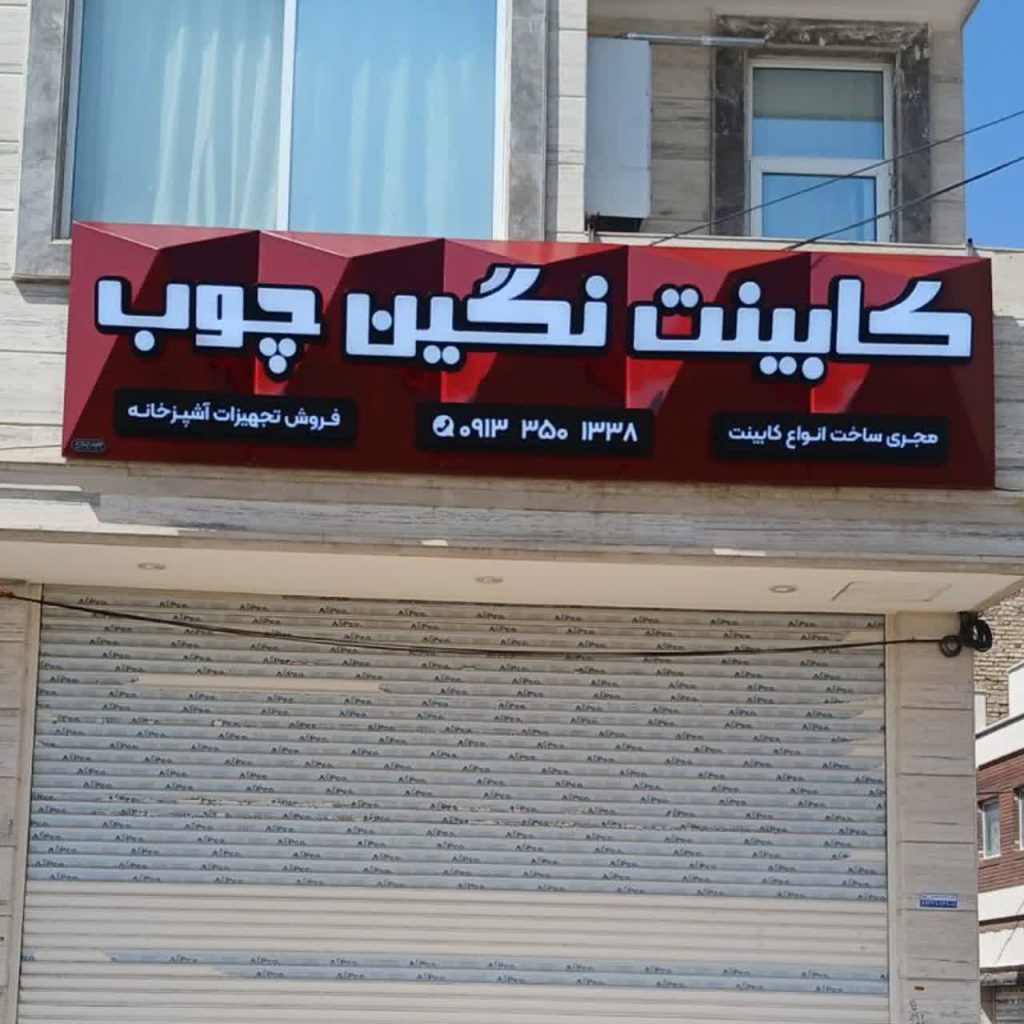 کابینت نگین چوب
مجری ساخت انواع کابینت
۰۹۱۳ ۳۵۰ ۱۳۳۸
فروش تجهیزات آشپزخانه